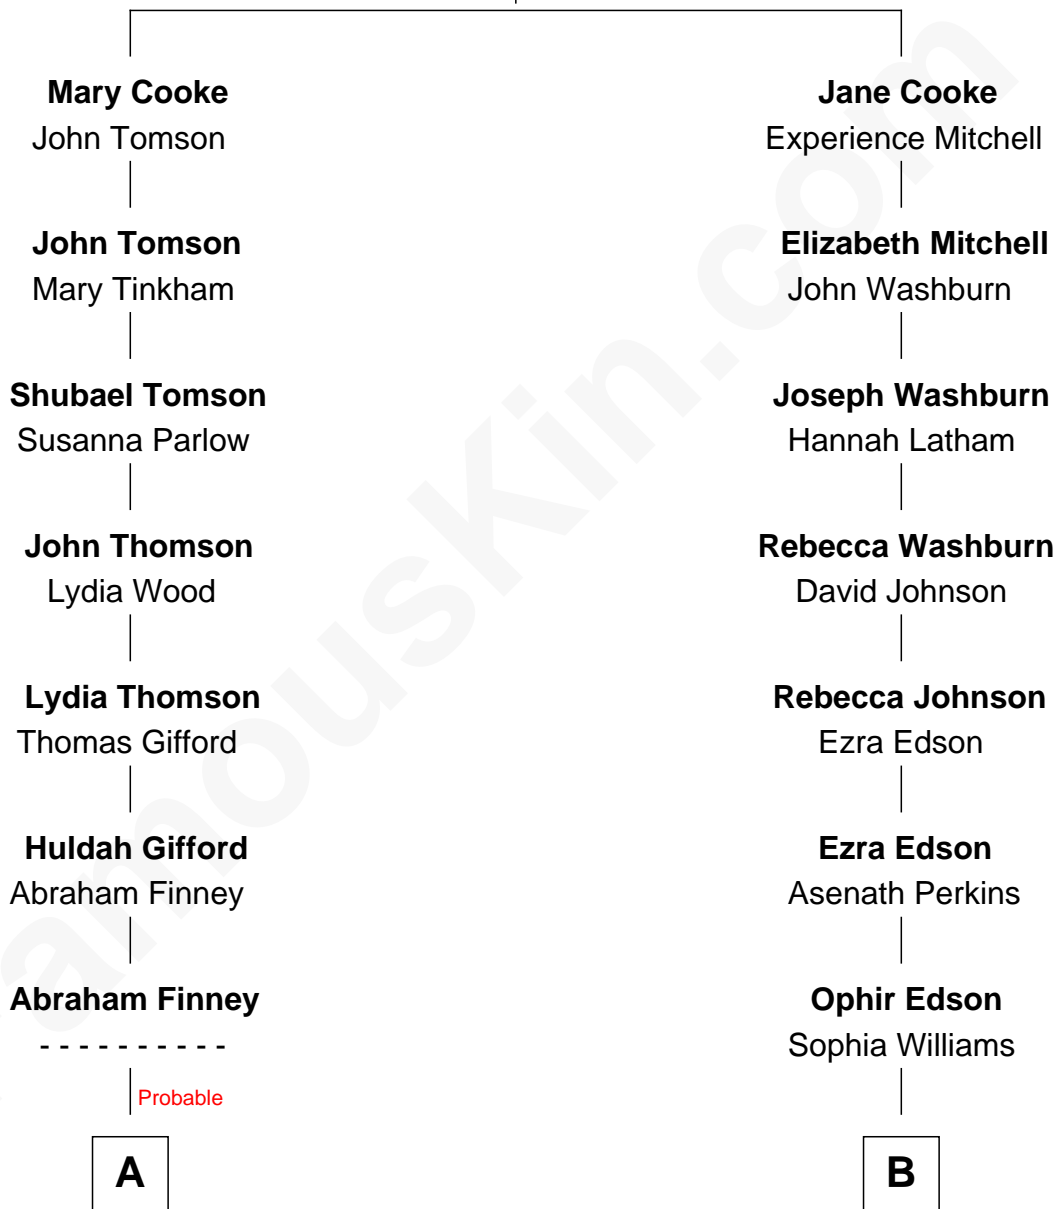 Mary Cooke
John Tomson
Jane Cooke
Experience Mitchell
John Tomson
Mary Tinkham
Elizabeth Mitchell
John Washburn
Shubael Tomson
Susanna Parlow
Joseph Washburn
Hannah Latham
John Thomson
Lydia Wood
Rebecca Washburn
David Johnson
Lydia Thomson
Thomas Gifford
Rebecca Johnson
Ezra Edson
Huldah Gifford
Abraham Finney
Ezra Edson
Asenath Perkins
Abraham Finney
- - - - - - - - - -
Ophir Edson
Sophia Williams
Probable
A
B
amouskin.com